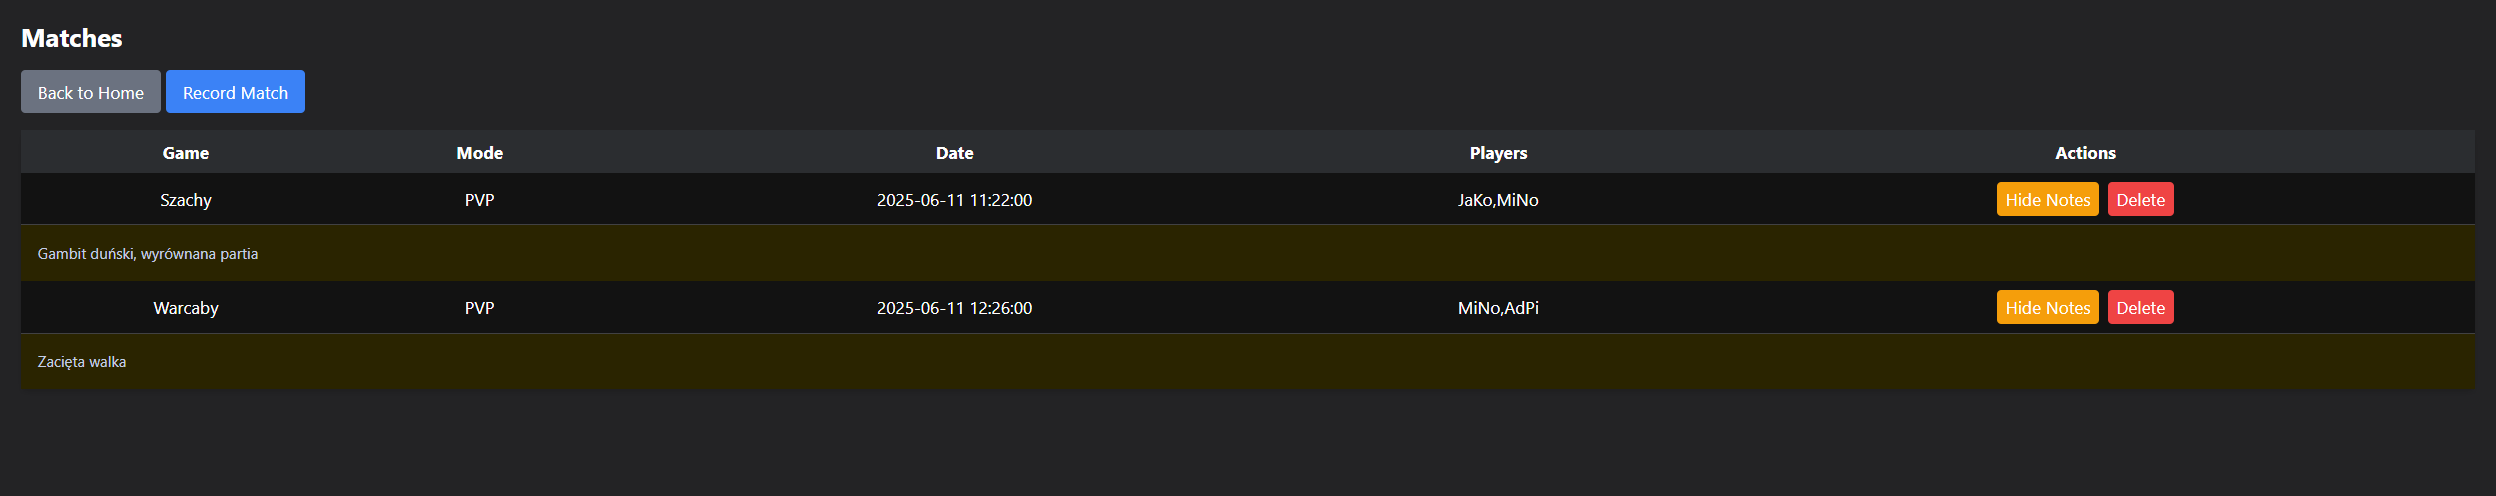 Matches
Back to Home Record Match
Game Mode Date Players Actions
Szachy PVP 2025-06-11 11:22:00 JaKo,MiNo Hide Notes Delete
Gambit duński, wyrównana partia
Warcaby PVP 2025-06-11 12:26:00 MiNo,AdPi Hide Notes Delete
Zacięta walka